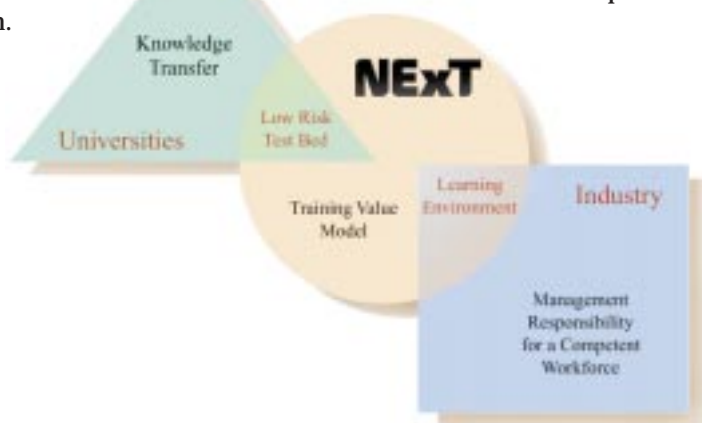 n.
Knowledge
Transfer
NExT
Universities
Low Risk
Test Bed
Learning
Environment
Industry
Training Value
Model
Management
Responsibility
for a Competent
Workforce